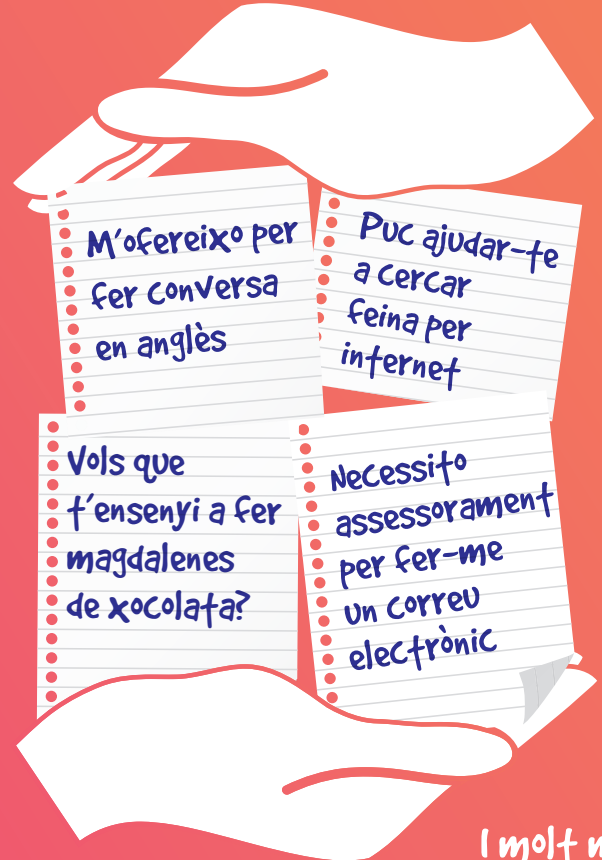 M'ofereixo per
fer conversa
en anglès
Puc ajudar-te
a cercar
feina per
internet
Vols que
t'ensenyi a fer
magdalenes
de xocolata?
Necessito
assessorament
per fer-me
un correu
electrònic
I molt m